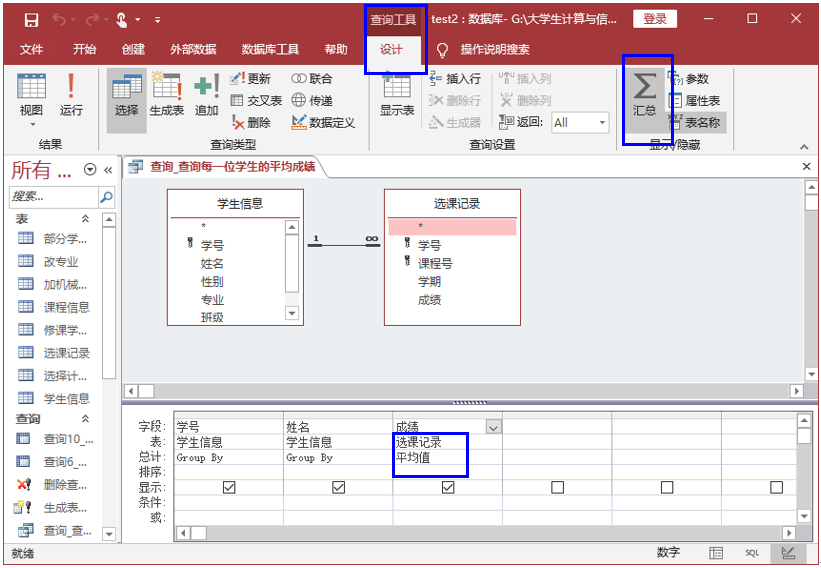 查询工具 test2 : 数据库- G:\大学生计算与信... 登录
文件 开始 创建 外部数据 数据库工具 帮助 设计 操作说明搜索
视图 运行 选择 生成表 追加 更新 交叉表 删除 联合 传递 数据定义 显示表 插入行 删除行 生成器 插入列 删除列 返回: All 汇总 参数 属性表 表名称
结果 查询类型 查询设置 显示/隐藏
所有 ... «
搜索...
表
部分学...
改专业
加机械...
课程信息
修课学...
选课记录
选择计...
学生信息
查询
查询10_...
查询6_...
删除查...
生成表...
查询_查...
查询_查询每一位学生的平均成绩
学生信息
*
学号
姓名
性别
专业
班级
1 ∞
选课记录
*
学号
课程号
学期
成绩
字段: 学号 姓名 成绩
表: 学生信息 学生信息 选课记录
总计: Group By Group By 平均值
排序:
显示:
条件:
或:
就绪 数字 SQL